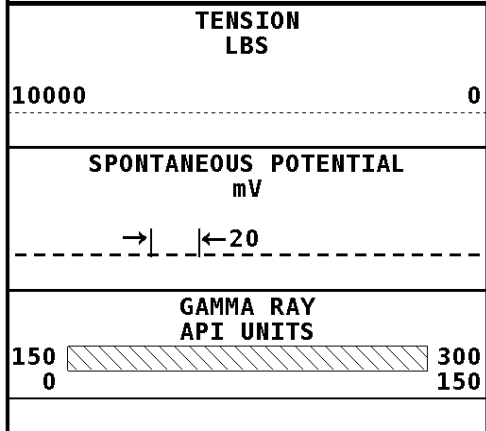 TENSION
LBS
10000 0
SPONTANEOUS POTENTIAL
mV
→|  |←20
GAMMA RAY
API UNITS
150 300
0 150